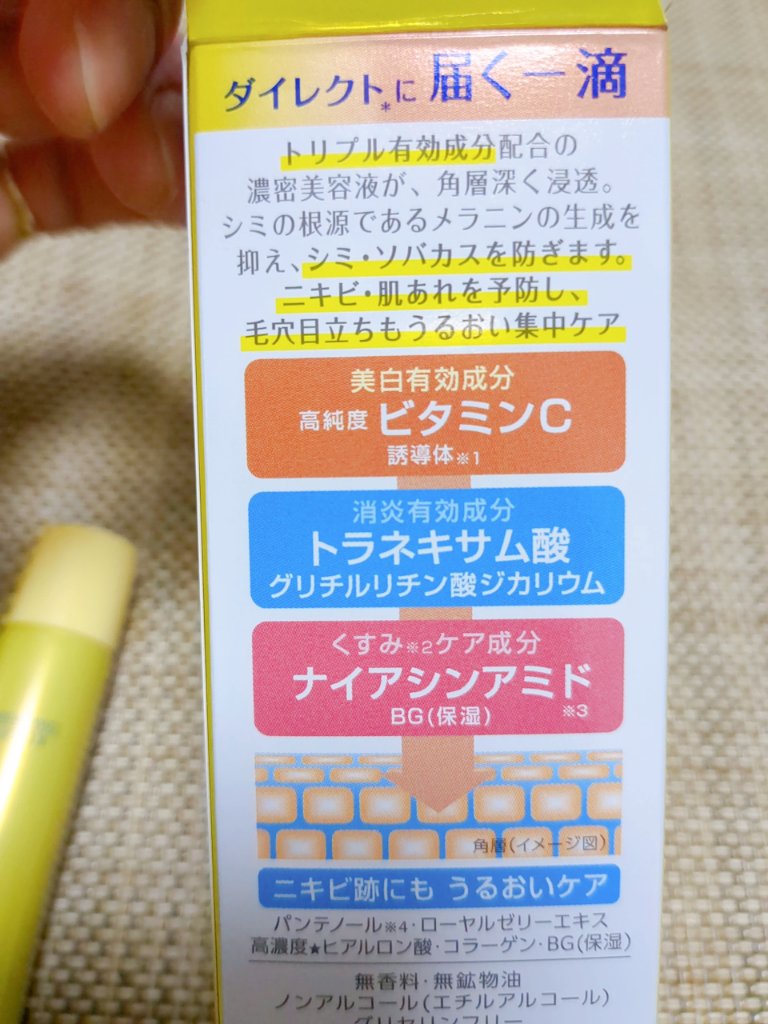 ダイレクト*に 届く一滴
トリプル有効成分配合の
濃密美容液が、角層深く浸透。
シミの根源であるメラニンの生成を
抑え、シミ・ソバカスを防ぎます。
ニキビ・肌あれを予防し、
毛穴目立ちもうるおい集中ケア
美白有効成分
高純度 ビタミンC
誘導体※1
消炎有効成分
トラネキサム酸
グリチルリチン酸ジカリウム
くすみ※2ケア成分
ナイアシンアミド
BG(保湿) ※3
角層(イメージ図)
ニキビ跡にも うるおいケア
パンテノール※4・ローヤルゼリーエキス
高濃度★ヒアルロン酸・コラーゲン・BG(保湿)
無香料・無鉱物油
ノンアルコール(エチルアルコール)
グリセリンフリー